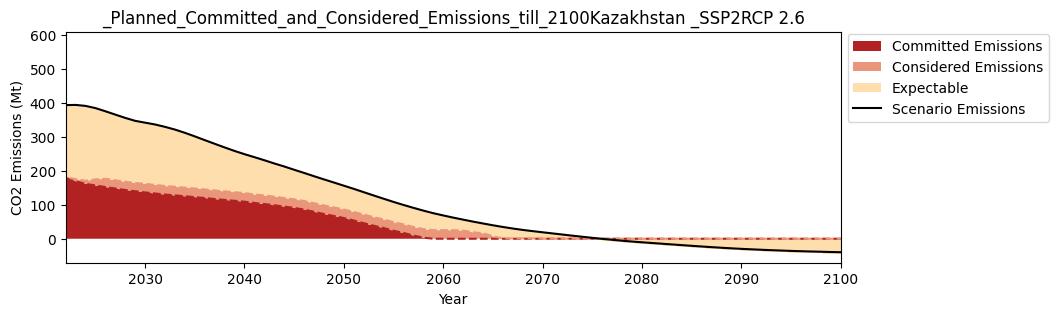 _Planned_Committed_and_Considered_Emissions_till_2100Kazakhstan _SSP2RCP 2.6
CO2 Emissions (Mt)
600
500
400
300
200
100
0
2030 2040 2050 2060 2070 2080 2090 2100
Year
Committed Emissions
Considered Emissions
Expectable
Scenario Emissions